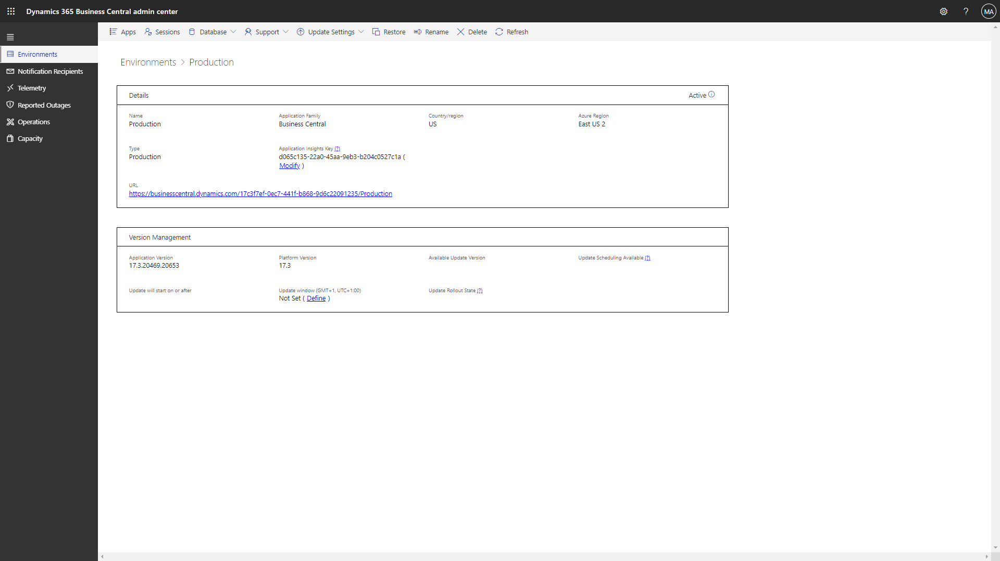 Dynamics 365 Business Central admin center
?
MA
Apps
Sessions
Database
Support
Update Settings
Restore
Rename
Delete
Refresh
Environments
Notification Recipients
Telemetry
Reported Outages
Operations
Capacity
Environments > Production
Details
Active
Name
Production
Application Family
Business Central
Country/region
US
Azure Region
East US 2
Type
Production
Application Insights Key (?)
d065c135-22a0-45aa-9eb3-b204c0527c1a (
Modify )
URL
https://businesscentral.dynamics.com/17c3f7ef-0ec7-441f-b868-9d6c22091235/Production
Version Management
Application Version
17.3.20469.20653
Platform Version
17.3
Available Update Version
Update Scheduling Available (?)
Update will start on or after
Update window (GMT+1, UTC+1:00)
Not Set ( Define )
Update Rollout State (?)